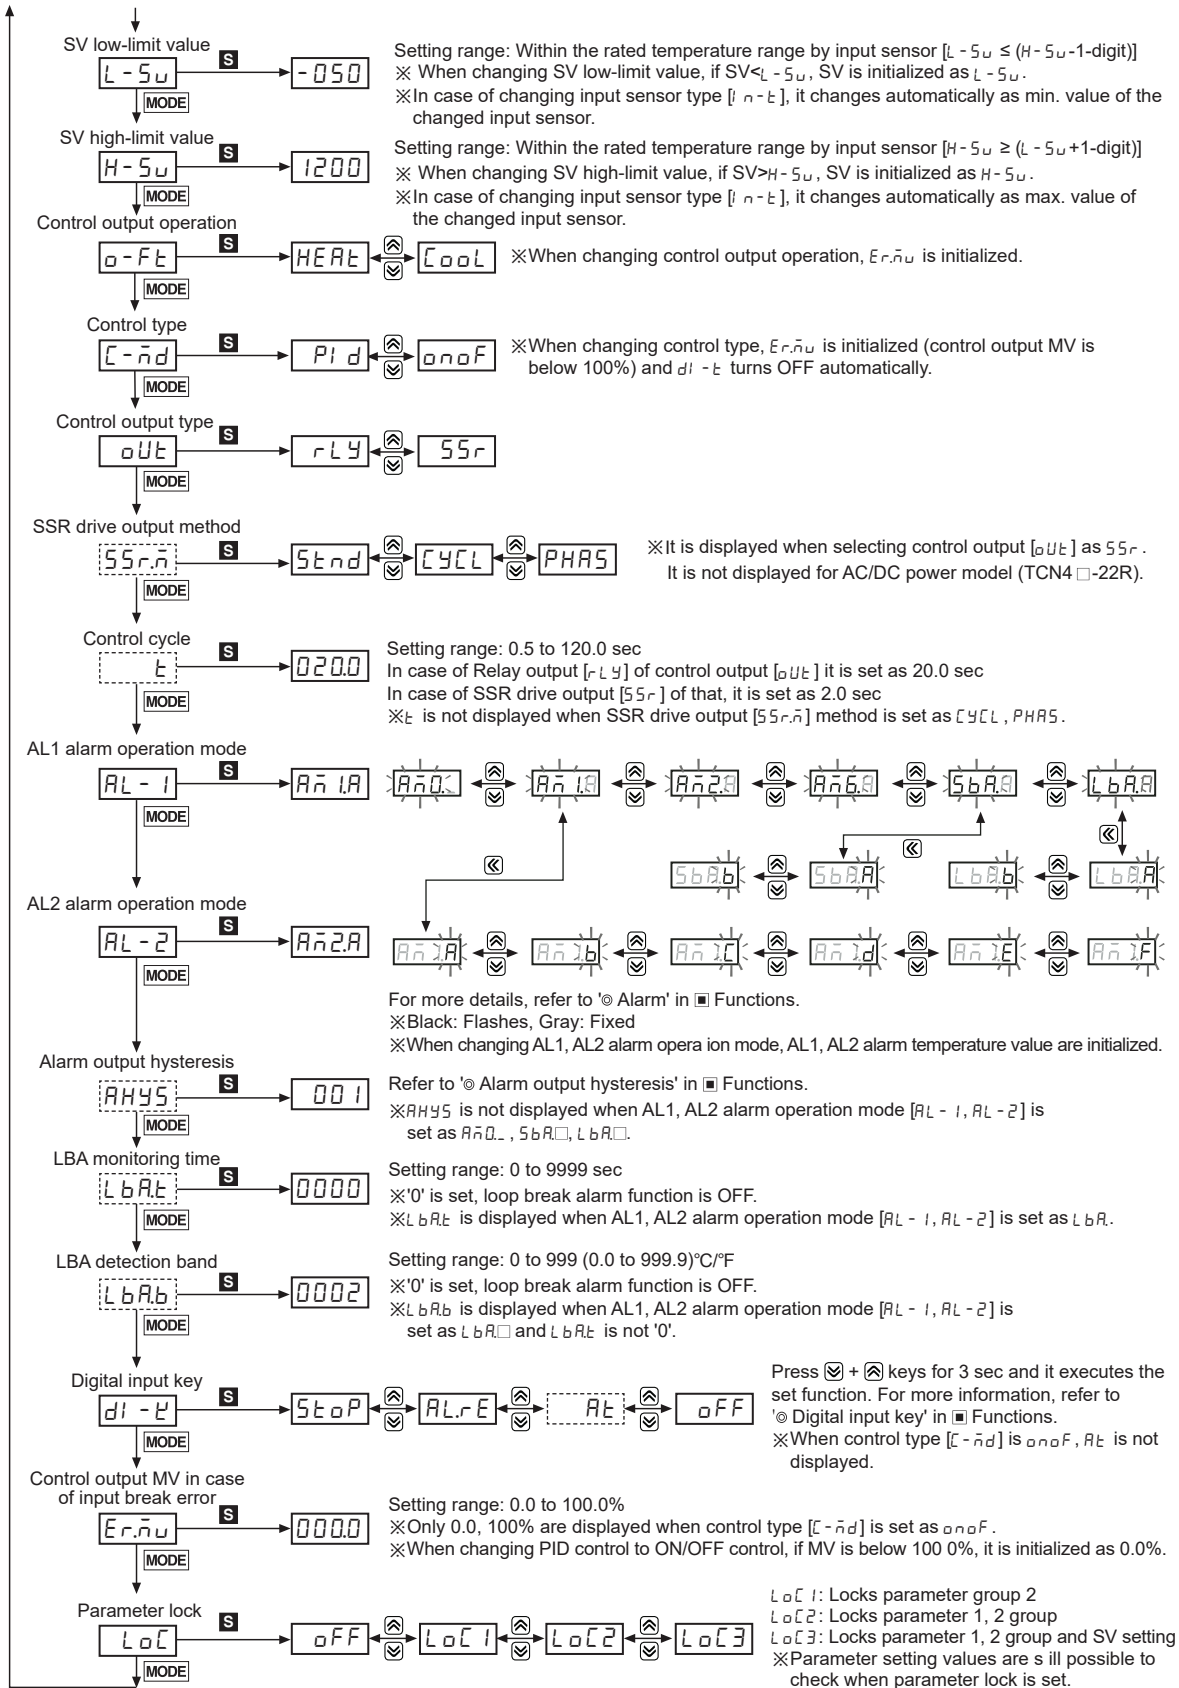 SV low-limit value
S
L-Su
-050
MODE
Setting range: Within the rated temperature range by input sensor [L-Su ≤ (H-Su-1-digit)]
※ When changing SV low-limit value, if SV<L-Su, SV is initialized as L-Su.
※In case of changing input sensor type [In-t], it changes automatically as min. value of the
changed input sensor.
SV high-limit value
S
H-Su
1200
MODE
Setting range: Within the rated temperature range by input sensor [H-Su ≥ (L-Su+1-digit)]
※ When changing SV high-limit value, if SV>H-Su, SV is initialized as H-Su.
※In case of changing input sensor type [In-t], it changes automatically as max. value of
the changed input sensor.
Control output operation
S
o-Ft
HEAt
CooL
MODE
※When changing control output operation, Er.m̄u is initialized.
Control type
S
C-m̄d
PId
onoF
MODE
※When changing control type, Er.m̄u is initialized (control output MV is
below 100%) and dI-t turns OFF automatically.
Control output type
S
oUt
rLY
SSr
MODE
SSR drive output method
S
SSr.m̄
Stnd
CYCL
PHAS
MODE
※It is displayed when selecting control output [oUt] as SSr.
It is not displayed for AC/DC power model (TCN4□-22R).
Control cycle
S
t
020.0
MODE
Setting range: 0.5 to 120.0 sec
In case of Relay output [rLY] of control output [oUt] it is set as 20.0 sec
In case of SSR drive output [SSr] of that, it is set as 2.0 sec
※t is not displayed when SSR drive output [SSr.m̄] method is set as CYCL, PHAS.
AL1 alarm operation mode
S
AL-1
Am̄1.A
Am̄0._
Am̄1.A
Am̄2.A
Am̄6.A
SbA.A
LbA.A
MODE
SbA.b
SbA.A
LbA.b
LbA.A
AL2 alarm operation mode
S
AL-2
Am̄2.A
Am̄1.A
Am̄1.b
Am̄1.C
Am̄1.d
Am̄1.E
Am̄1.F
MODE
For more details, refer to '◎ Alarm' in ▣ Functions.
※Black: Flashes, Gray: Fixed
※When changing AL1, AL2 alarm opera ion mode, AL1, AL2 alarm temperature value are initialized.
Alarm output hysteresis
S
AHYS
001
MODE
Refer to '◎ Alarm output hysteresis' in ▣ Functions.
※AHYS is not displayed when AL1, AL2 alarm operation mode [AL-1, AL-2] is
set as Am̄0._, SbA.□, LbA.□.
LBA monitoring time
S
LbA.t
0000
MODE
Setting range: 0 to 9999 sec
※'0' is set, loop break alarm function is OFF.
※LbA.t is displayed when AL1, AL2 alarm operation mode [AL-1, AL-2] is set as LbA.
LBA detection band
S
LbA.b
0002
MODE
Setting range: 0 to 999 (0.0 to 999.9)℃/℉
※'0' is set, loop break alarm function is OFF.
※LbA.b is displayed when AL1, AL2 alarm operation mode [AL-1, AL-2] is
set as LbA.□ and LbA.t is not '0'.
Digital input key
S
dI-k
StoP
AL.rE
At
oFF
MODE
Press + keys for 3 sec and it executes the
set function. For more information, refer to
'◎ Digital input key' in ▣ Functions.
※When control type [C-m̄d] is onoF, At is not
displayed.
Control output MV in case
of input break error
S
Er.m̄u
000.0
MODE
Setting range: 0.0 to 100.0%
※Only 0.0, 100% are displayed when control type [C-m̄d] is set as onoF.
※When changing PID control to ON/OFF control, if MV is below 100 0%, it is initialized as 0.0%.
Parameter lock
S
LoC
oFF
LoC1
LoC2
LoC3
MODE
LoC1: Locks parameter group 2
LoC2: Locks parameter 1, 2 group
LoC3: Locks parameter 1, 2 group and SV setting
※Parameter setting values are s ill possible to
check when parameter lock is set.